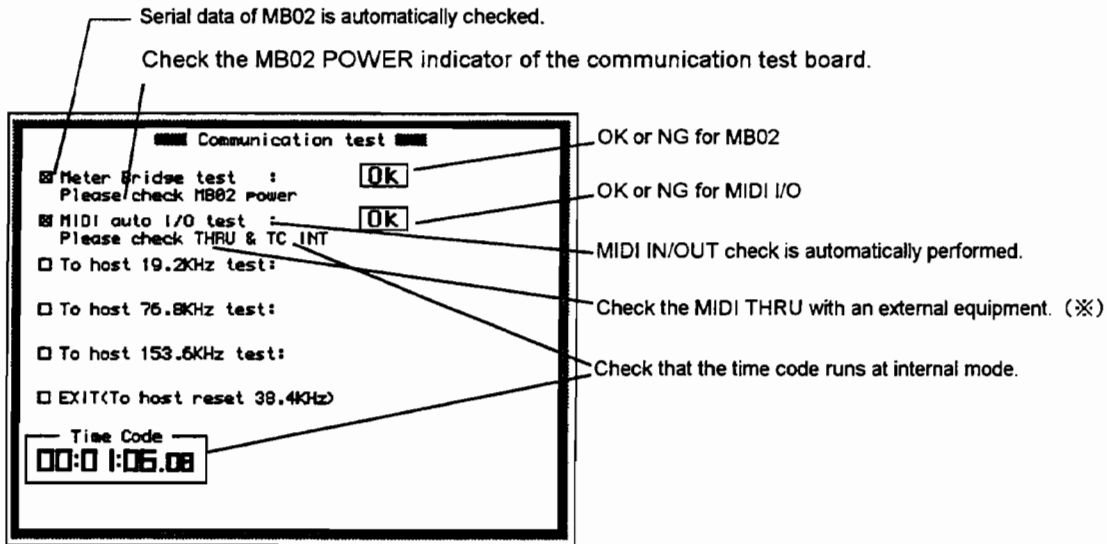 Serial data of MB02 is automatically checked.
Check the MB02 POWER indicator of the communication test board.
Communication test
Meter Bridge test : OK
Please check MB02 power
MIDI auto I/O test : OK
Please check THRU & TC INT
To host 19.2KHz test:
To host 76.8KHz test:
To host 153.6KHz test:
EXIT(To host reset 38.4KHz)
Time Code
00:01:06.08
OK or NG for MB02
OK or NG for MIDI I/O
MIDI IN/OUT check is automatically performed.
Check the MIDI THRU with an external equipment. (※)
Check that the time code runs at internal mode.